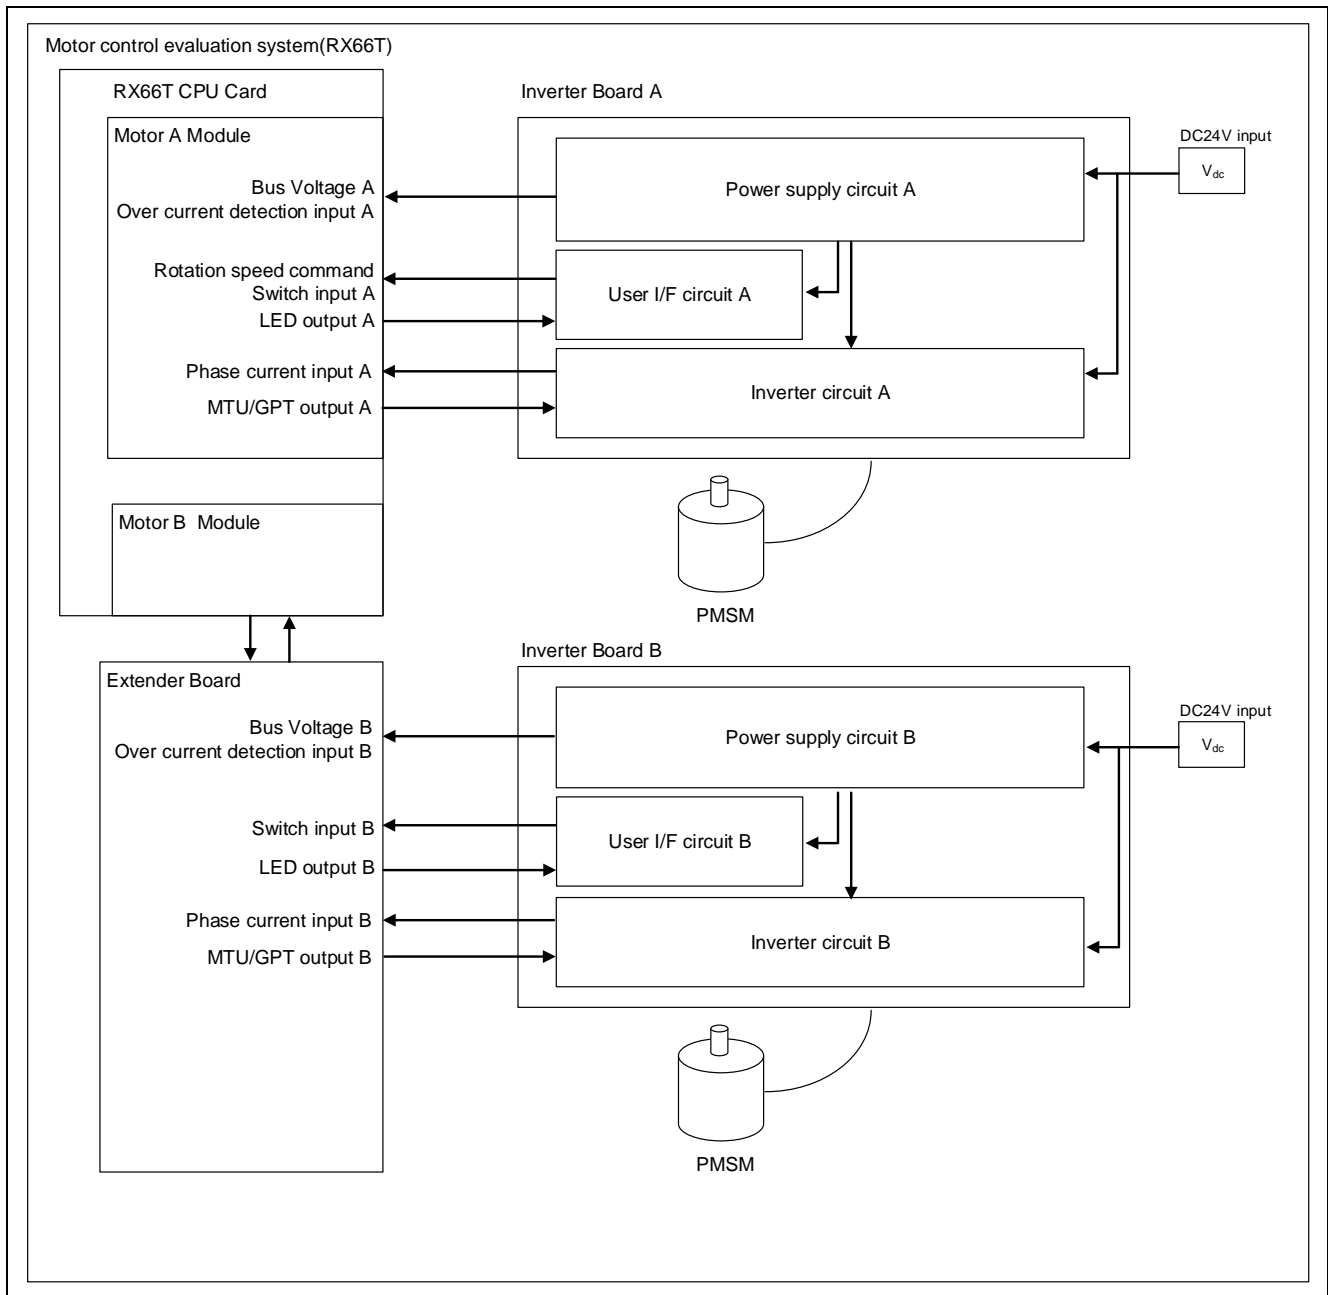 Motor control evaluation system(RX66T)
RX66T CPU Card
Motor A Module
Bus Voltage A
Over current detection input A
Rotation speed command
Switch input A
LED output A
Phase current input A
MTU/GPT output A
Motor B  Module
Inverter Board A
Power supply circuit A
User I/F circuit A
Inverter circuit A
DC24V input
Vdc
PMSM
Extender Board
Bus Voltage B
Over current detection input B
Switch input B
LED output B
Phase current input B
MTU/GPT output B
Inverter Board B
Power supply circuit B
User I/F circuit B
Inverter circuit B
DC24V input
Vdc
PMSM